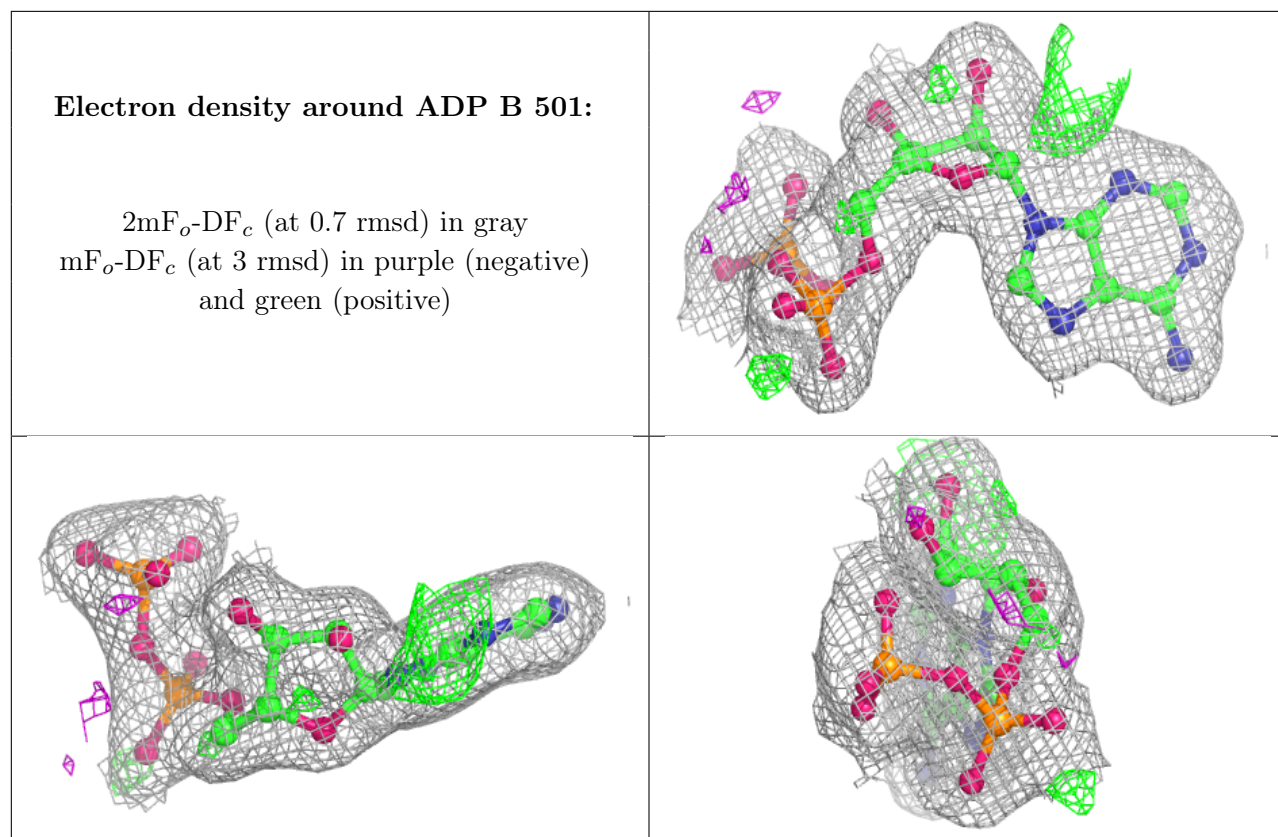 Electron density around ADP B 501:
2mFₒ-DF𝒸 (at 0.7 rmsd) in gray
mFₒ-DF𝒸 (at 3 rmsd) in purple (negative)
and green (positive)